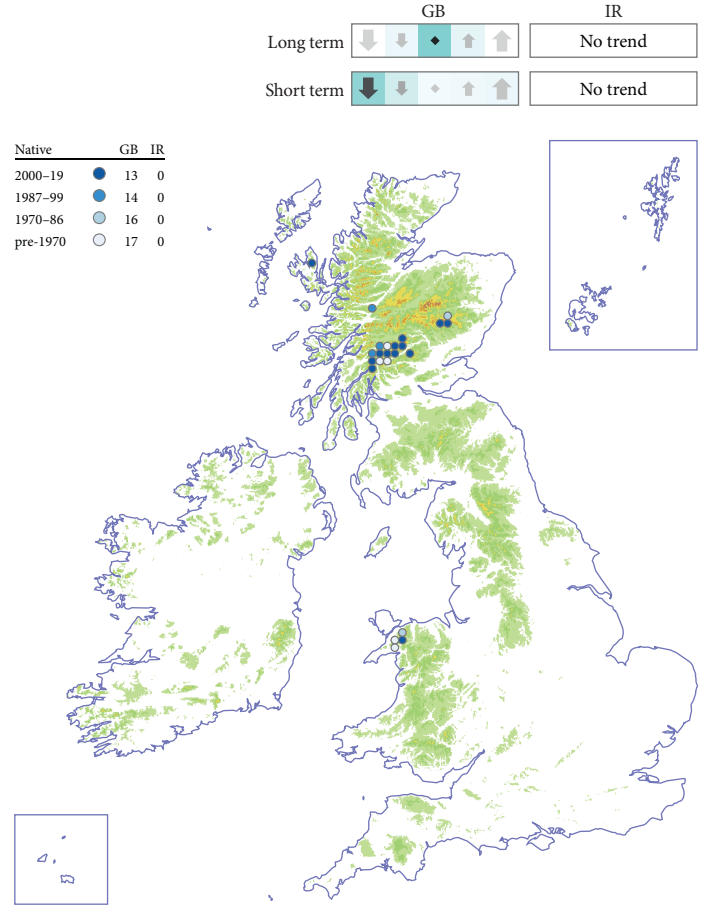 GB IR
Long term No trend
Short term No trend
Native GB IR
2000–19 13 0
1987–99 14 0
1970–86 16 0
pre-1970 17 0